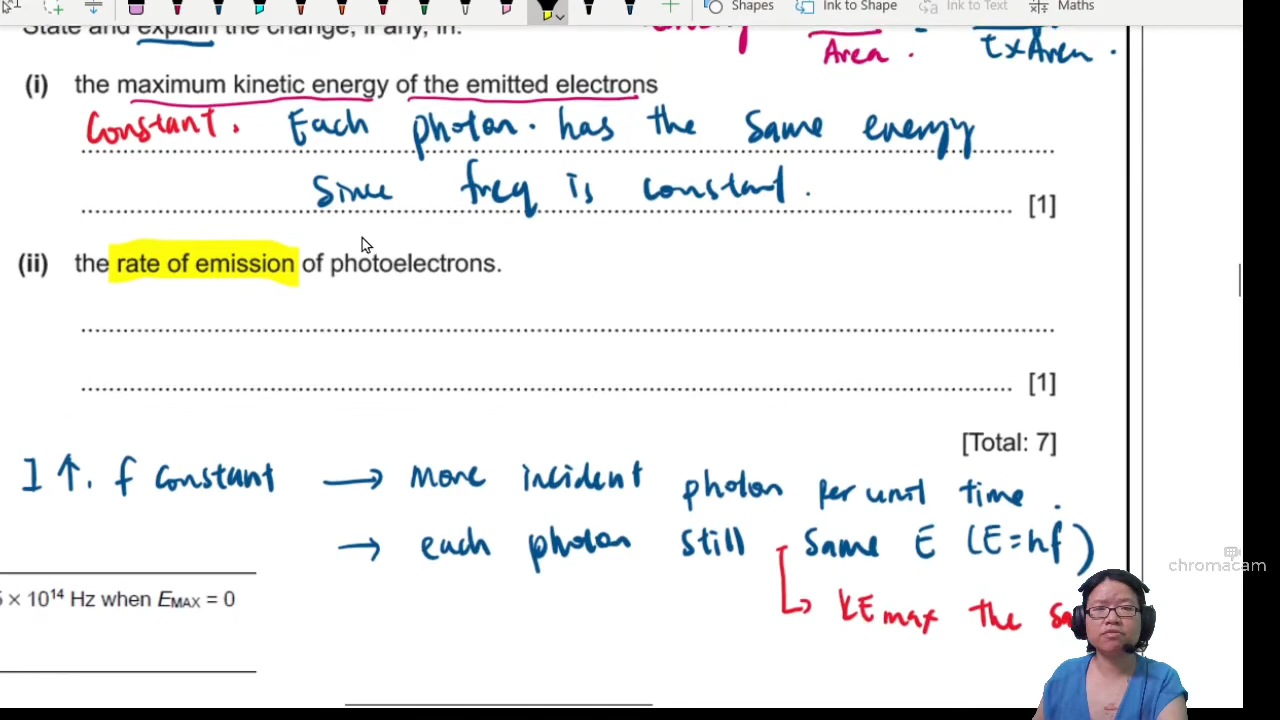 Shapes Ink to Shape Ink to Text Maths
State and explain the change, if any, in:
Area. t x Area.
(i) the maximum kinetic energy of the emitted electrons
Constant. Each photon. has the same energy
since freq is constant.
[1]
(ii) the rate of emission of photoelectrons.
[1]
[Total: 7]
I ↑. f constant → more incident photon per unit time.
→ each photon still same E (E=hf)
× 10¹⁴ Hz when EMAX = 0
KE max the
chromacam